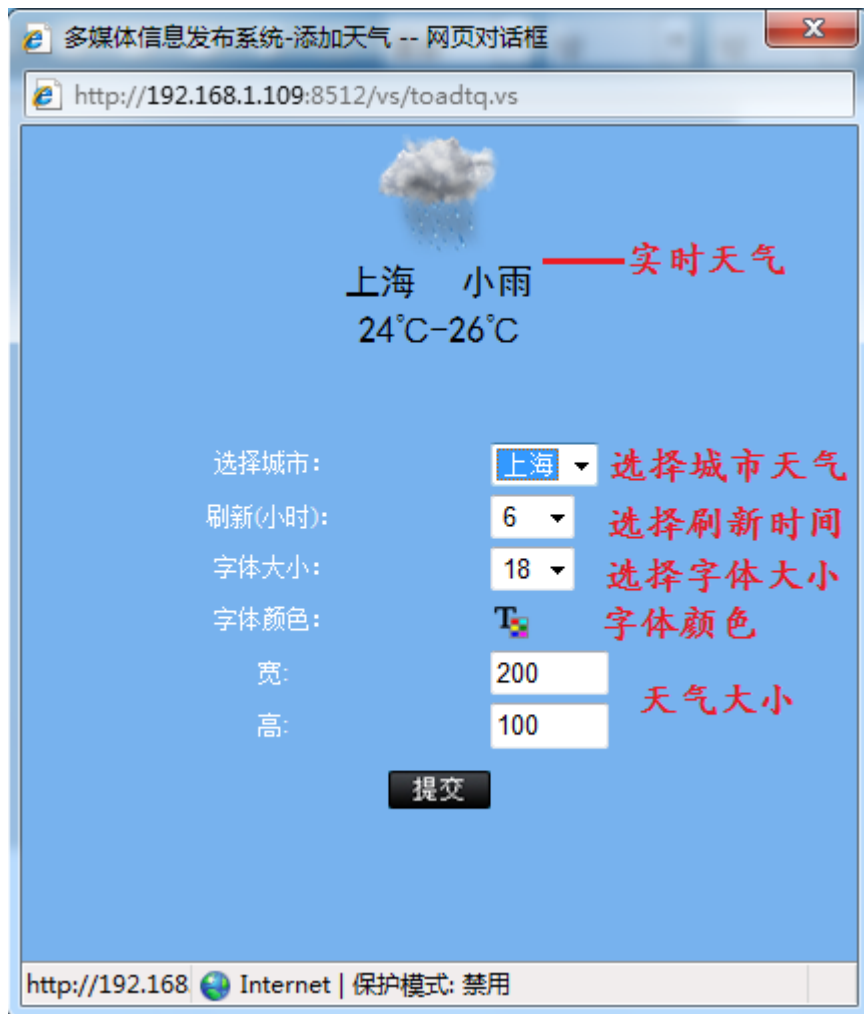 多媒体信息发布系统-添加天气 -- 网页对话框
http://192.168.1.109:8512/vs/toadtq.vs
实时天气
上海 小雨
24℃-26℃
选择城市: 上海 选择城市天气
刷新(小时): 6 选择刷新时间
字体大小: 18 选择字体大小
字体颜色: T 字体颜色
宽: 200
天气大小
高: 100
提交
http://192.168 Internet | 保护模式: 禁用